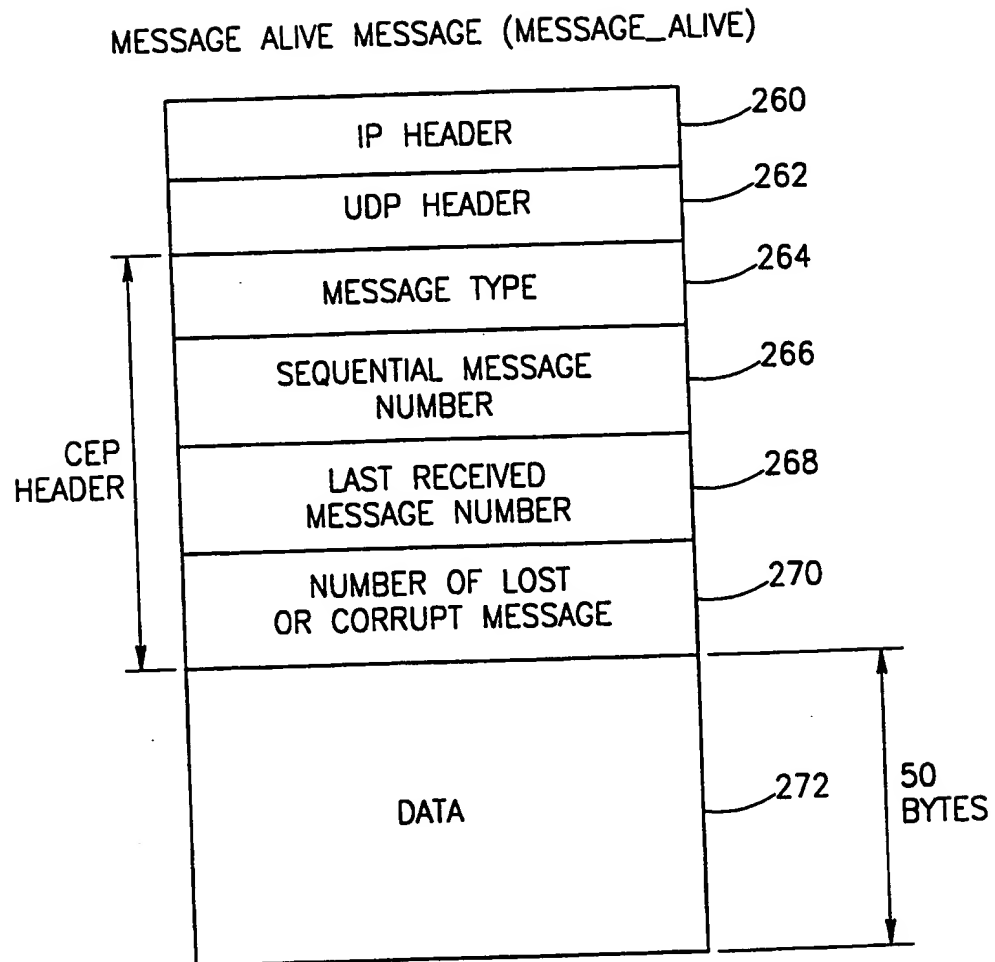 MESSAGE ALIVE MESSAGE (MESSAGE_ALIVE)
IP HEADER
260
UDP HEADER
262
MESSAGE TYPE
264
SEQUENTIAL MESSAGE
NUMBER
266
CEP
HEADER
LAST RECEIVED
MESSAGE NUMBER
268
NUMBER OF LOST
OR CORRUPT MESSAGE
270
DATA
272
50
BYTES